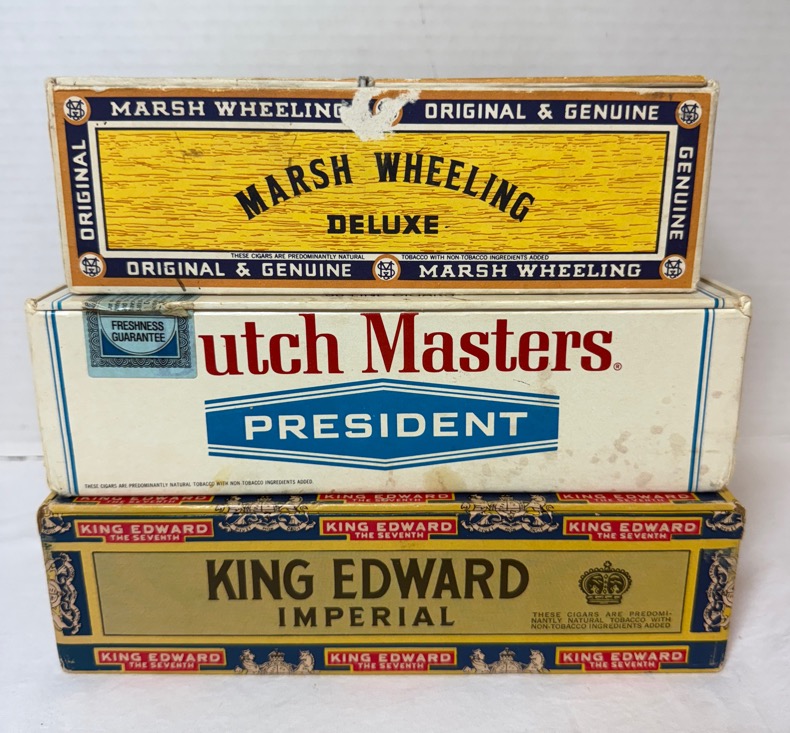 MARSH WHEELING ORIGINAL & GENUINE
ORIGINAL
MARSH WHEELING
DELUXE
GENUINE
THESE CIGARS ARE PREDOMINANTLY NATURAL TOBACCO WITH NON-TOBACCO INGREDIENTS ADDED
ORIGINAL & GENUINE MARSH WHEELING
FRESHNESS
GUARANTEE
utch Masters®
PRESIDENT
THESE CIGARS ARE PREDOMINANTLY NATURAL TOBACCO WITH NON-TOBACCO INGREDIENTS ADDED.
KING EDWARD KING EDWARD KING EDWARD
THE SEVENTH THE SEVENTH THE SEVENTH
KING EDWARD
IMPERIAL
THESE CIGARS ARE PREDOMI-
NANTLY NATURAL TOBACCO WITH
NON-TOBACCO INGREDIENTS ADDED
KING EDWARD KING EDWARD KING EDWARD
THE SEVENTH THE SEVENTH THE SEVENTH